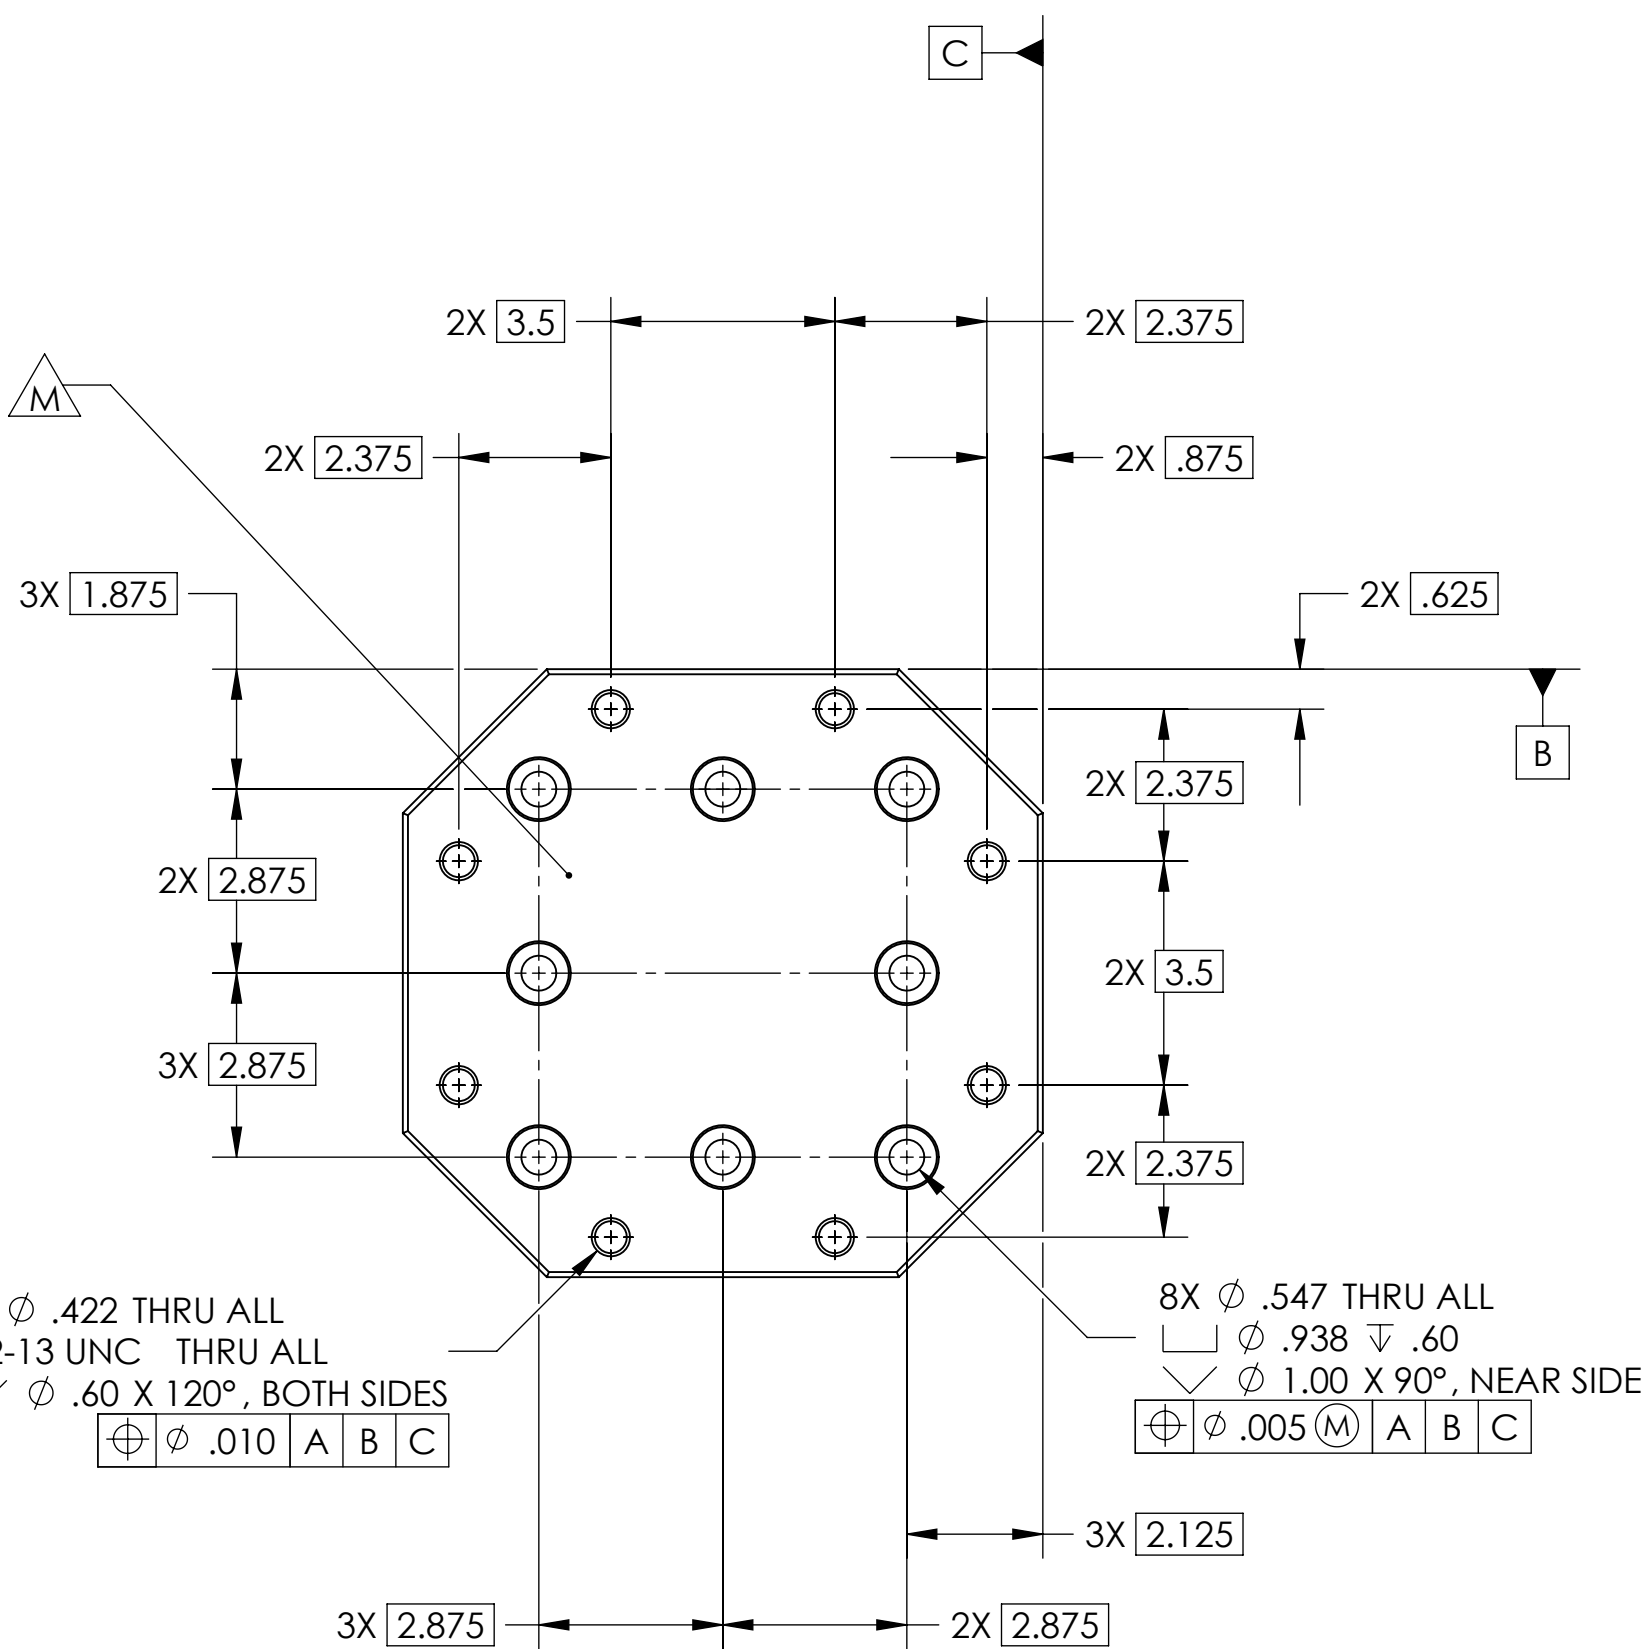 C
2X 3.5
2X 2.375
M
2X 2.375
2X .875
3X 1.875
2X .625
B
2X 2.375
2X 2.875
2X 3.5
3X 2.875
2X 2.375
⌀ .422 THRU ALL
2-13 UNC THRU ALL
⌀ .60 X 120°, BOTH SIDES
⌖ ⌀ .010 A B C
8X ⌀ .547 THRU ALL
⌴ ⌀ .938 ↧ .60
⌵ ⌀ 1.00 X 90°, NEAR SIDE
⌖ ⌀ .005 Ⓜ A B C
3X 2.125
3X 2.875
2X 2.875